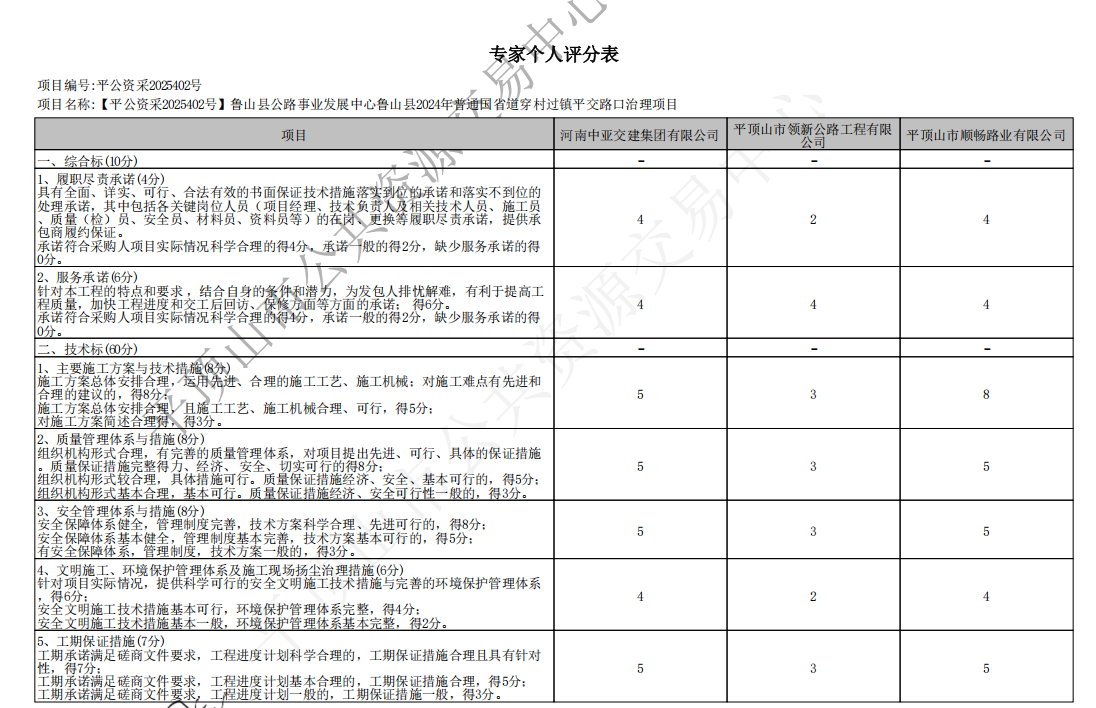 专家个人评分表
项目编号:平公资采2025402号
项目名称:【平公资采2025402号】鲁山县公路事业发展中心鲁山县2024年普通国省道穿村过镇平交路口治理项目
项目 河南中亚交建集团有限公司 平顶山市领新公路工程有限公司 平顶山市顺畅路业有限公司
一、综合标(10分) - - -
1、履职尽责承诺(4分)
具有全面、详实、可行、合法有效的书面保证技术措施落实到位的承诺和落实不到位的
处理承诺,其中包括各关键岗位人员(项目经理、技术负责人及相关技术人员、施工员
、质量(检)员、安全员、材料员、资料员等)的在岗、更换等履职尽责承诺,提供承
包商履约保证。
承诺符合采购人项目实际情况科学合理的得4分,承诺一般的得2分,缺少服务承诺的得
0分。
4 2 4
2、服务承诺(6分)
针对本工程的特点和要求,结合自身的条件和潜力,为发包人排忧解难,有利于提高工
程质量,加快工程进度和交工后回访、保修方面等方面的承诺; 得6分。
承诺符合采购人项目实际情况科学合理的得4分,承诺一般的得2分,缺少服务承诺的得
0分。
4 4 4
二、技术标(60分) - - -
1、主要施工方案与技术措施(8分)
施工方案总体安排合理,运用先进、合理的施工工艺、施工机械;对施工难点有先进和
合理的建议的,得8分;
施工方案总体安排合理,且施工工艺、施工机械合理、可行,得5分;
对施工方案简述合理得,得3分。
5 3 8
2、质量管理体系与措施(8分)
组织机构形式合理,有完善的质量管理体系,对项目提出先进、可行、具体的保证措施
。质量保证措施完整得力、经济、安全、切实可行的得8分;
组织机构形式较合理,具体措施可行。质量保证措施经济、安全、基本可行的,得5分;
组织机构形式基本合理,基本可行。质量保证措施经济、安全可行性一般的,得3分。
5 3 5
3、安全管理体系与措施(8分)
安全保障体系健全,管理制度完善,技术方案科学合理、先进可行的,得8分;
安全保障体系基本健全,管理制度基本完善,技术方案基本可行的,得5分;
有安全保障体系,管理制度,技术方案一般的,得3分。
5 3 5
4、文明施工、环境保护管理体系及施工现场扬尘治理措施(6分)
针对项目实际情况,提供科学可行的安全文明施工技术措施与完善的环境保护管理体系
,得6分;
安全文明施工技术措施基本可行,环境保护管理体系完整,得4分;
安全文明施工技术措施基本一般,环境保护管理体系基本完整,得2分。
4 2 4
5、工期保证措施(7分)
工期承诺满足磋商文件要求,工程进度计划科学合理的,工期保证措施合理且具有针对
性,得7分;
工期承诺满足磋商文件要求,工程进度计划基本合理的,工期保证措施合理,得5分;
工期承诺满足磋商文件要求,工程进度计划一般的,工期保证措施一般,得3分。
5 3 5
平顶山市公共资源交易中心
平顶山市公共资源交易中心